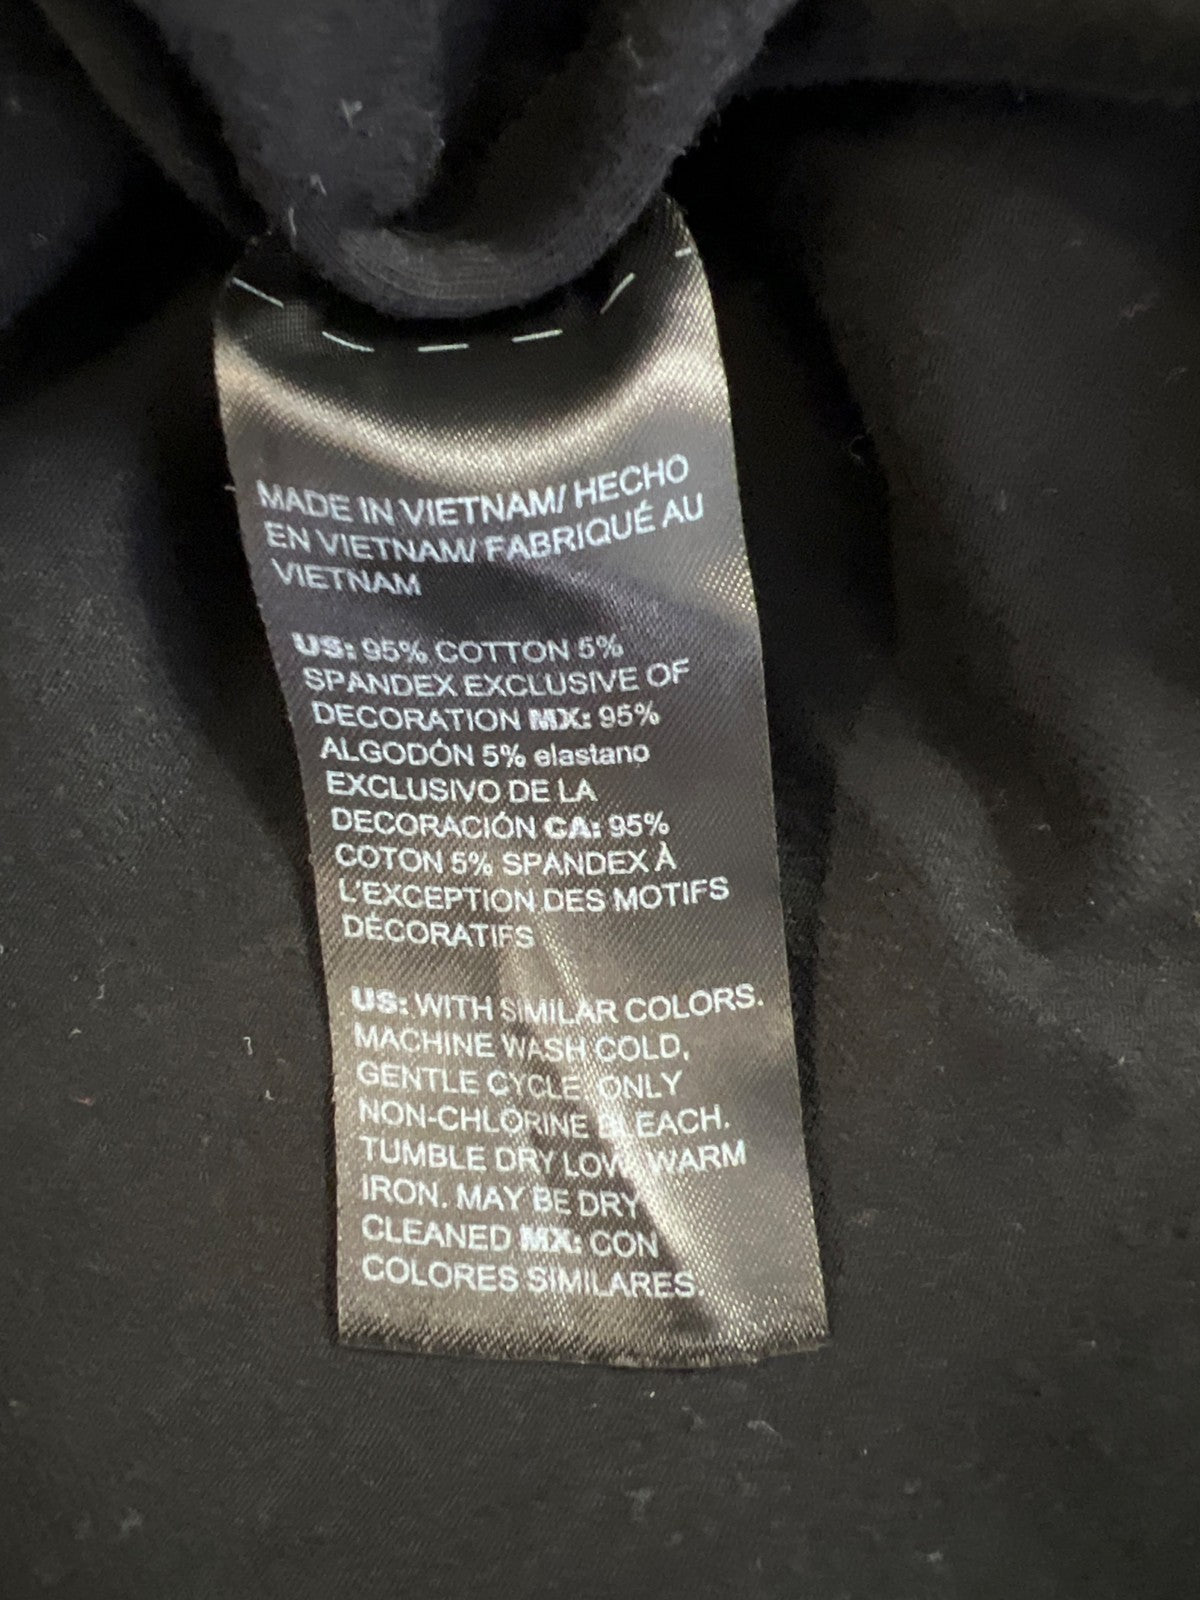 MADE IN VIETNAM/ HECHO
EN VIETNAM/ FABRIQUÉ AU
VIETNAM
US: 95% COTTON 5%
SPANDEX EXCLUSIVE OF
DECORATION MX: 95%
ALGODÓN 5% elastano
EXCLUSIVO DE LA
DECORACIÓN CA: 95%
COTON 5% SPANDEX À
L'EXCEPTION DES MOTIFS
DÉCORATIFS
US: WITH SIMILAR COLORS.
MACHINE WASH COLD,
GENTLE CYCLE. ONLY
NON-CHLORINE BLEACH.
TUMBLE DRY LOW. WARM
IRON. MAY BE DRY
CLEANED MX: CON
COLORES SIMILARES.